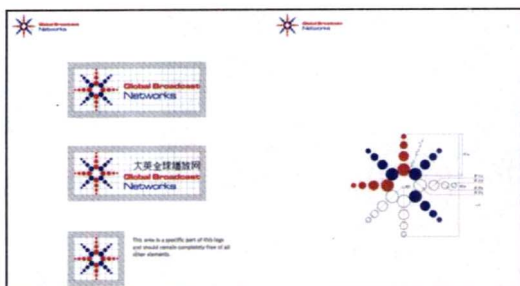 Global Broadcast
Networks
Global Broadcast
Networks
Global Broadcast
Networks
大英全球播放网
Global Broadcast
Networks
This area is a specific part of this logo
and should remain completely free of all
other elements.